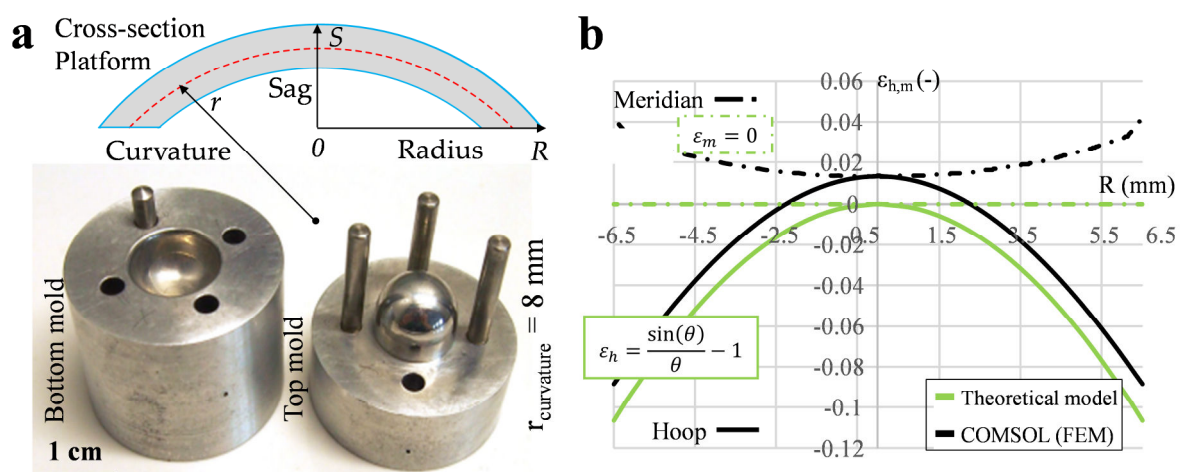 a
Cross-section
Platform
S
Sag
r
Curvature
0
Radius
R
Bottom mold
Top mold
r_curvature = 8 mm
1 cm
b
ε_h,m (-)
0.06
Meridian
0.04
ε_m = 0
0.02
R (mm)
0
-6.5 -4.5 -2.5 -0.5 1.5 3.5 5.5 6.5
-0.02
-0.04
-0.06
ε_h = sin(θ)/θ − 1
-0.08
-0.1
-0.12
Theoretical model
COMSOL (FEM)
Hoop